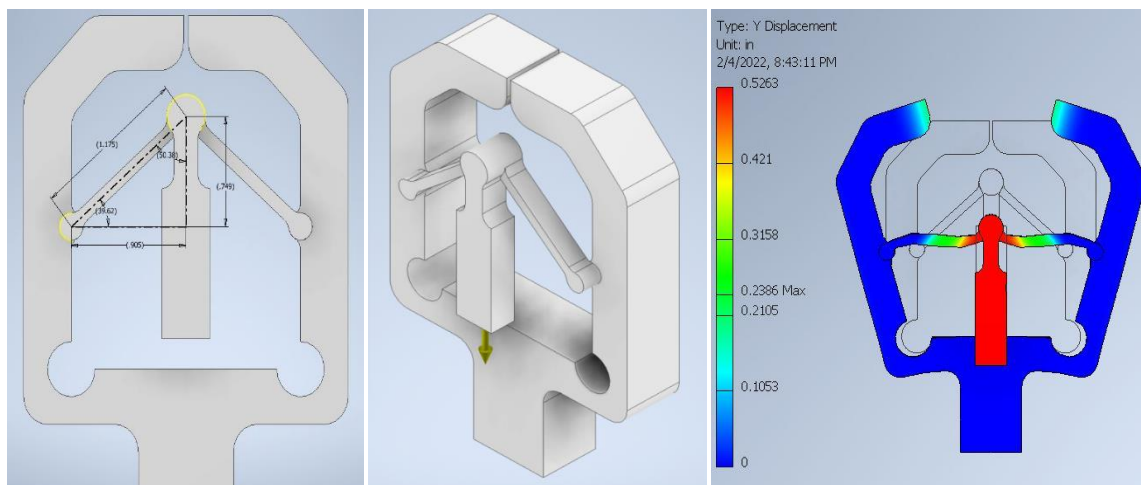 (1.175)
(50.38)
(.749)
(39.62)
(.905)
Type: Y Displacement
Unit: in
2/4/2022, 8:43:11 PM
0.5263
0.421
0.3158
0.2386 Max
0.2105
0.1053
0